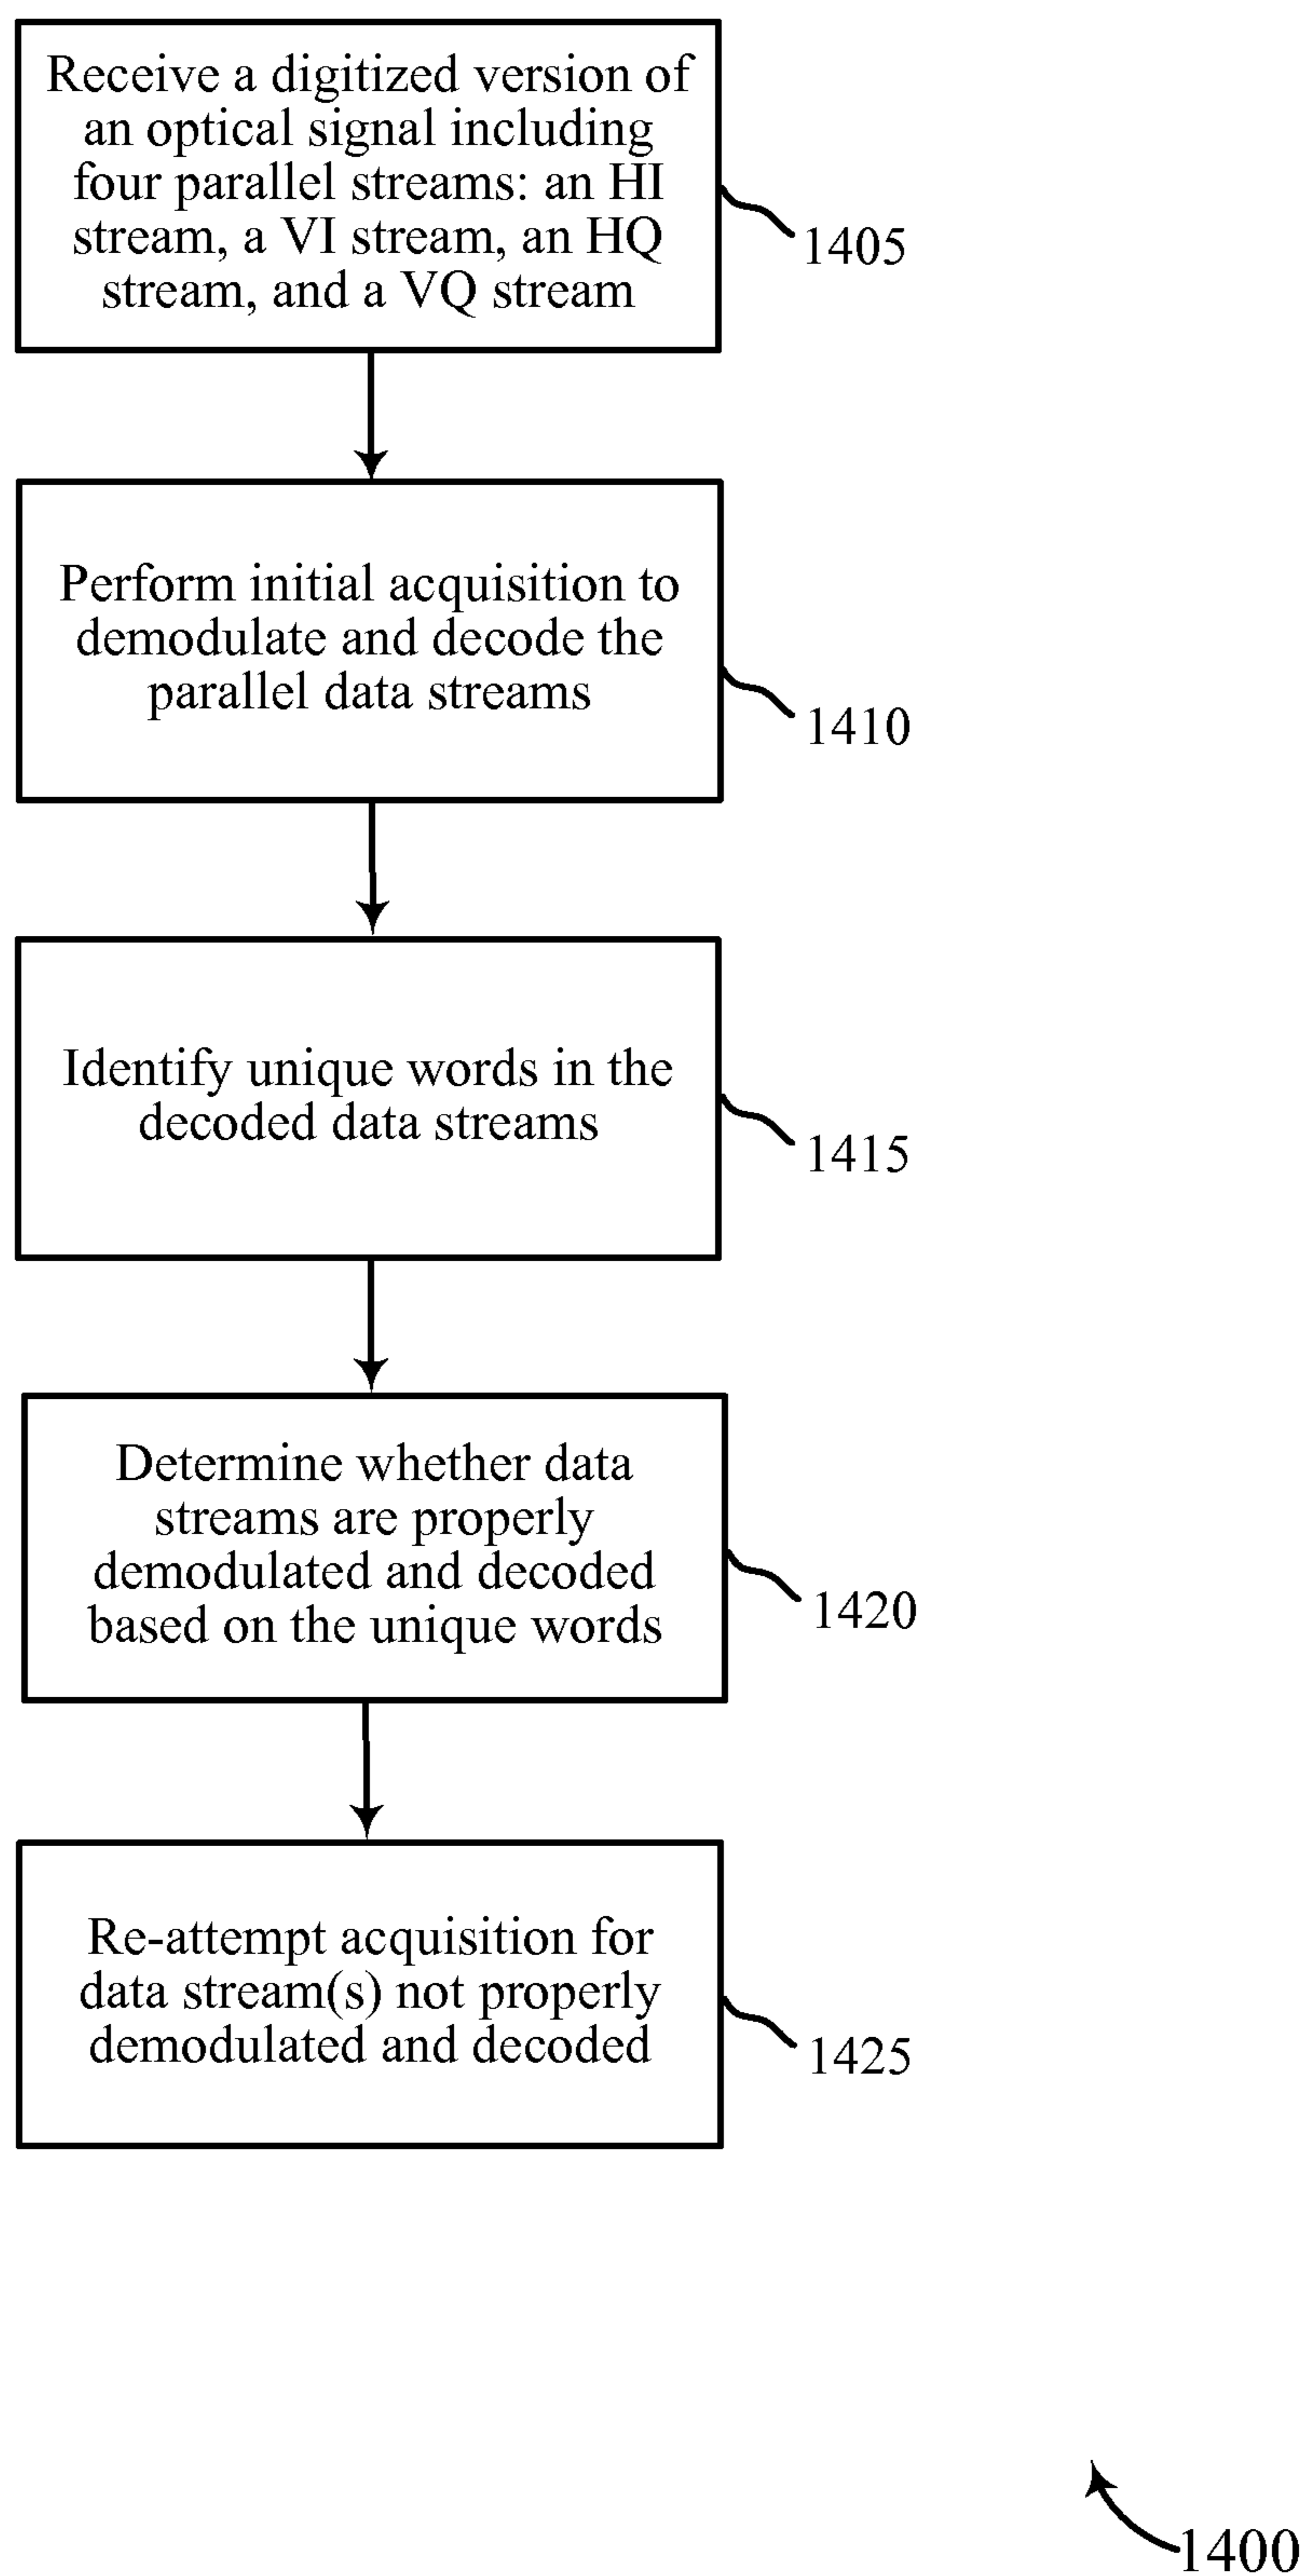 Receive a digitized version of
an optical signal including
four parallel streams: an HI
stream, a VI stream, an HQ
stream, and a VQ stream
1405
Perform initial acquisition to
demodulate and decode the
parallel data streams
1410
Identify unique words in the
decoded data streams
1415
Determine whether data
streams are properly
demodulated and decoded
based on the unique words
1420
Re-attempt acquisition for
data stream(s) not properly
demodulated and decoded
1425
1400